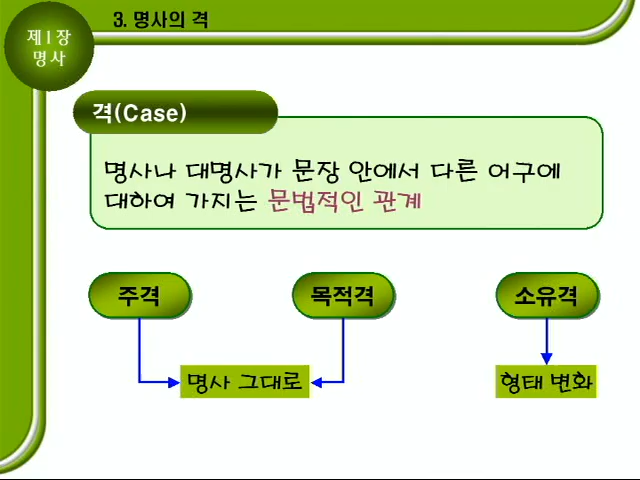 3. 명사의 격
제1장
명사
격(Case)
명사나 대명사가 문장 안에서 다른 어구에
대하여 가지는 문법적인 관계
주격 목적격 소유격
명사 그대로 형태 변화